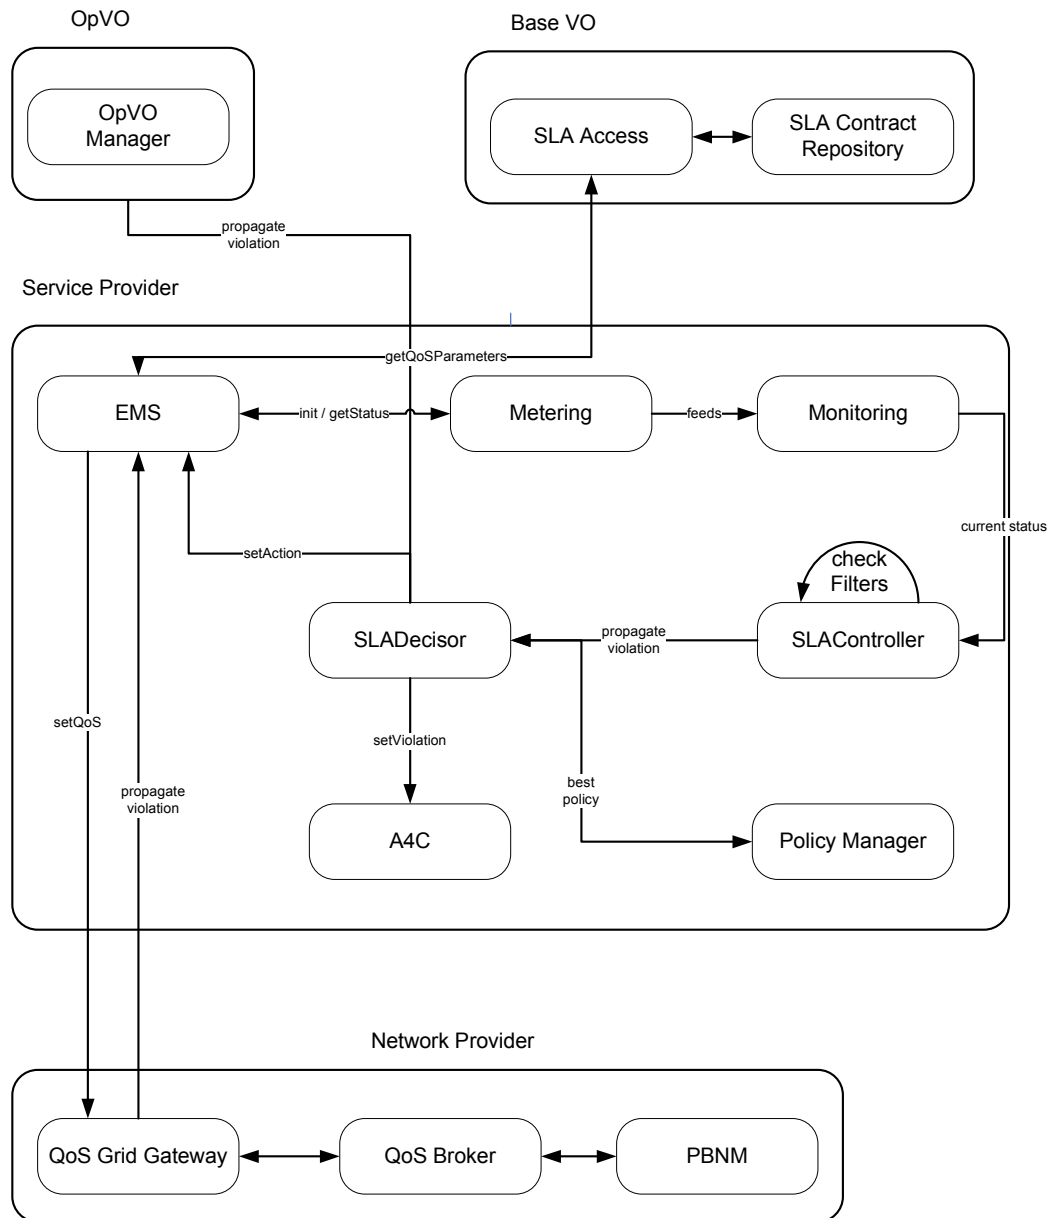 OpVO
Base VO
OpVO
Manager
SLA Access
SLA Contract
Repository
propagate
violation
Service Provider
getQoSParameters
EMS
init / getStatus
Metering
feeds
Monitoring
current status
setAction
check
Filters
SLADecisor
propagate
violation
SLAController
setQoS
setViolation
propagate
violation
best
policy
A4C
Policy Manager
Network Provider
QoS Grid Gateway
QoS Broker
PBNM